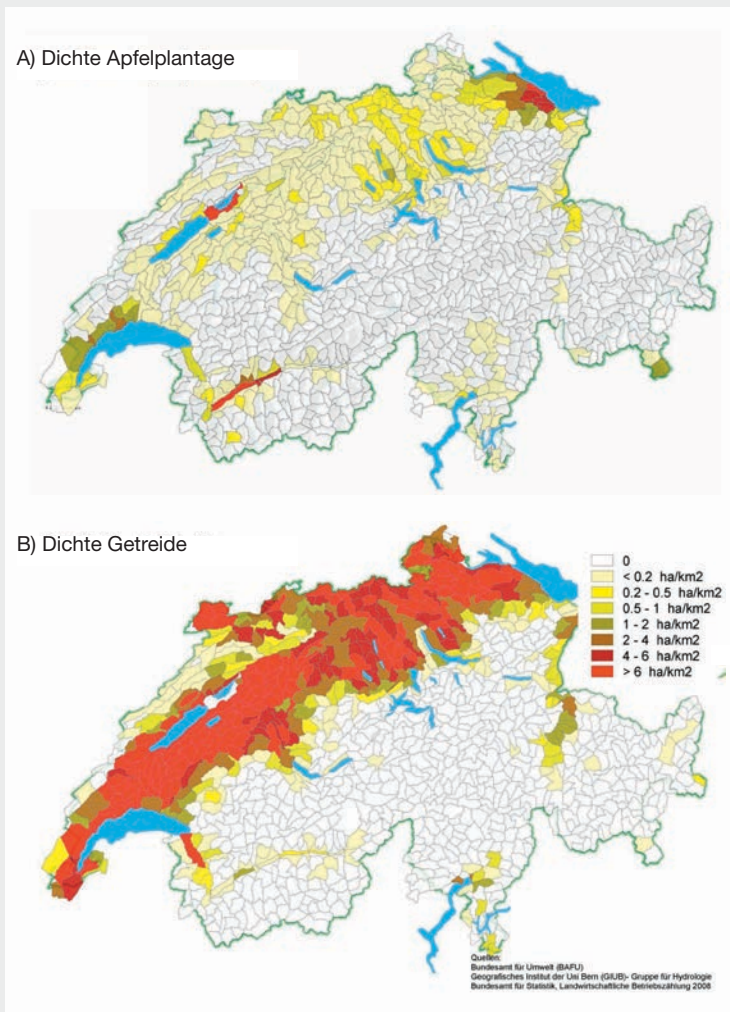 A) Dichte Apfelplantage
B) Dichte Getreide
0
< 0.2 ha/km2
0.2 - 0.5 ha/km2
0.5 - 1 ha/km2
1 - 2 ha/km2
2 - 4 ha/km2
4 - 6 ha/km2
> 6 ha/km2
Quellen:
Bundesamt für Umwelt (BAFU)
Geografisches Institut der Uni Bern (GIUB)- Gruppe für Hydrologie
Bundesamt für Statistik, Landwirtschaftliche Betriebszählung 2008